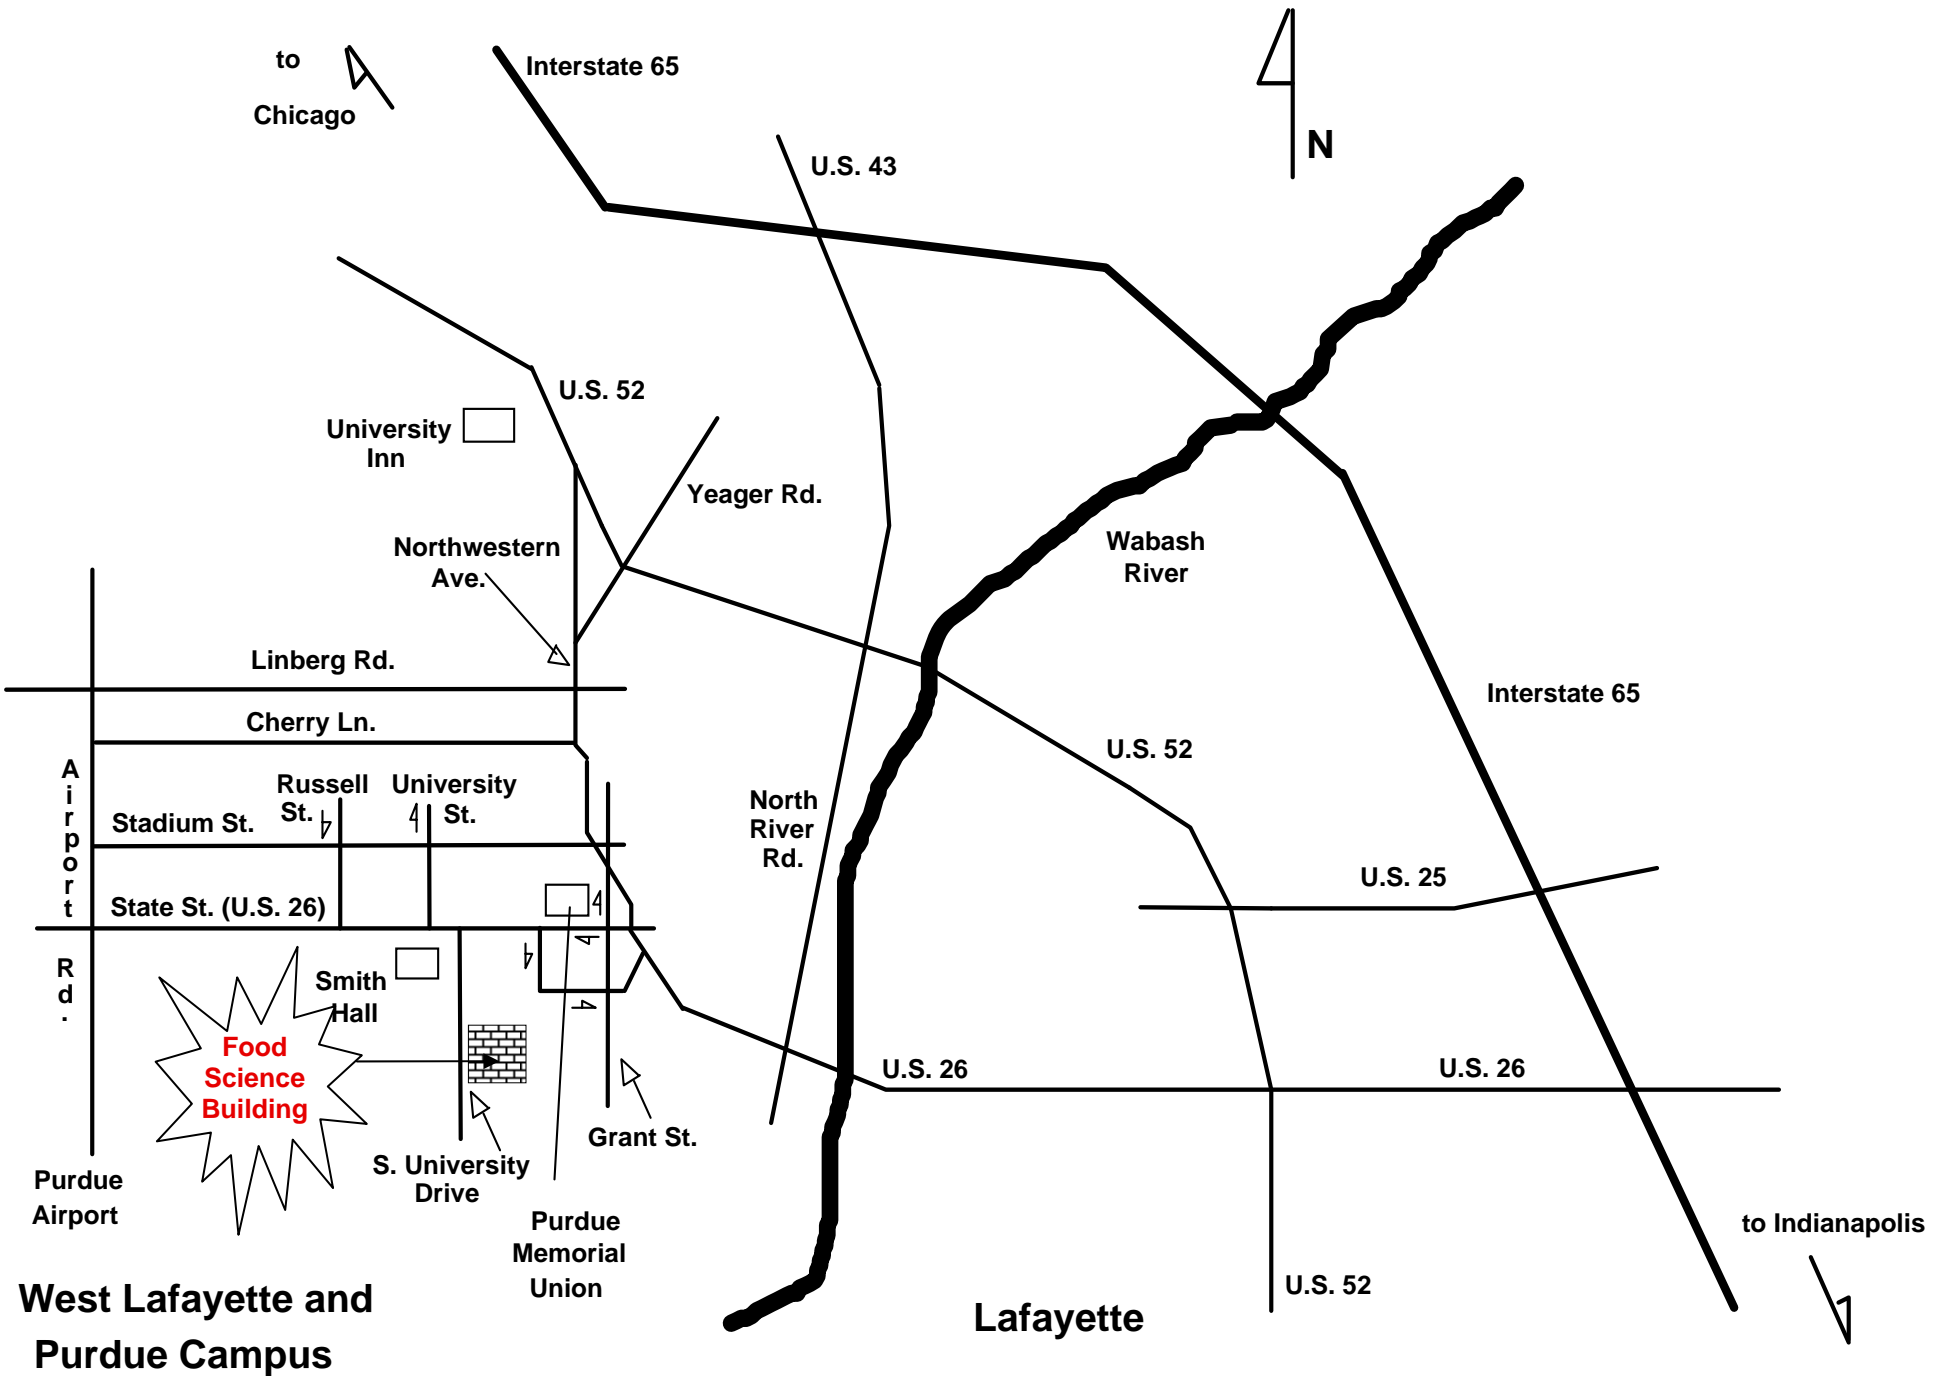 to
Chicago
Interstate 65
N
U.S. 43
U.S. 52
University
Inn
Yeager Rd.
Northwestern
Ave.
Wabash
River
Linberg Rd.
Interstate 65
Cherry Ln.
U.S. 52
Airport
Rd.
Russell
St.
University
St.
North
River
Rd.
Stadium St.
U.S. 25
State St. (U.S. 26)
Smith
Hall
Food
Science
Building
U.S. 26
U.S. 26
Grant St.
S. University
Drive
Purdue
Airport
Purdue
Memorial
Union
to Indianapolis
U.S. 52
West Lafayette and
Purdue Campus
Lafayette